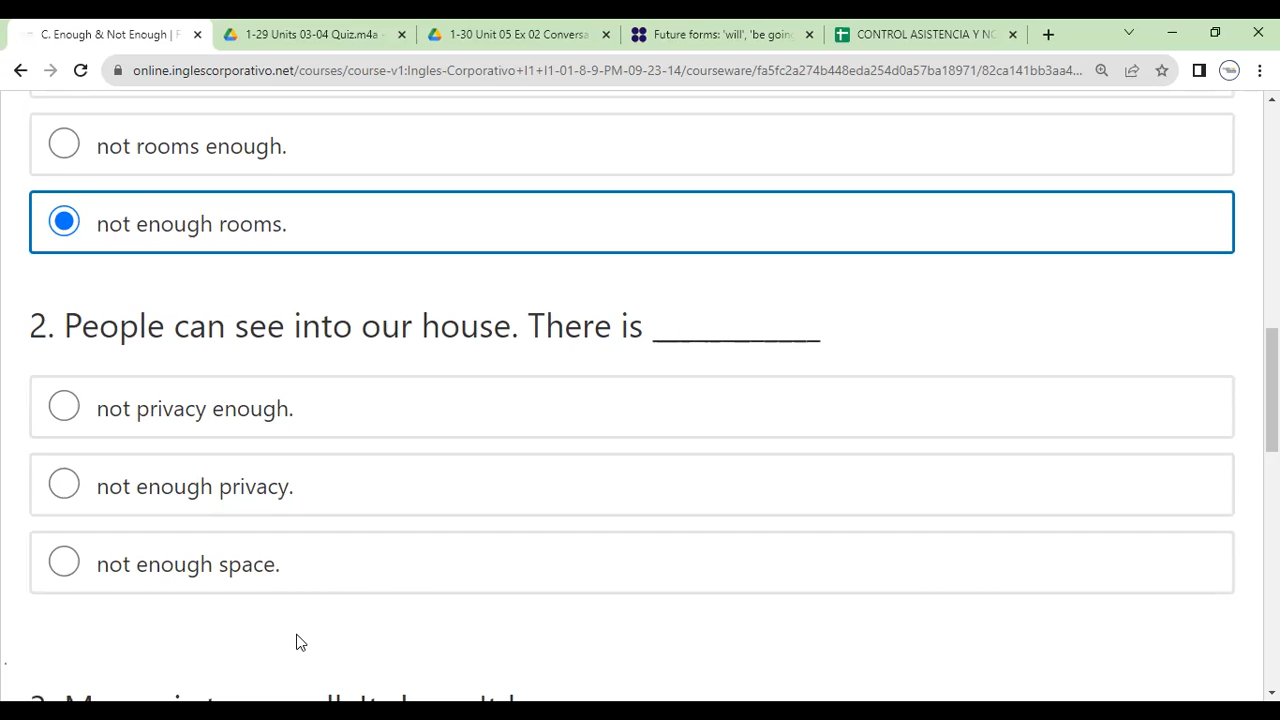 C. Enough & Not Enough | F
1-29 Units 03-04 Quiz.m4a -
1-30 Unit 05 Ex 02 Conversa
Future forms: 'will', 'be goin
CONTROL ASISTENCIA Y NO
online.inglescorporativo.net/courses/course-v1:Ingles-Corporativo+I1+I1-01-8-9-PM-09-23-14/courseware/fa5fc2a274b448eda254d0a57ba18971/82ca141bb3aa4...
not rooms enough.
not enough rooms.
2. People can see into our house. There is ___________
not privacy enough.
not enough privacy.
not enough space.